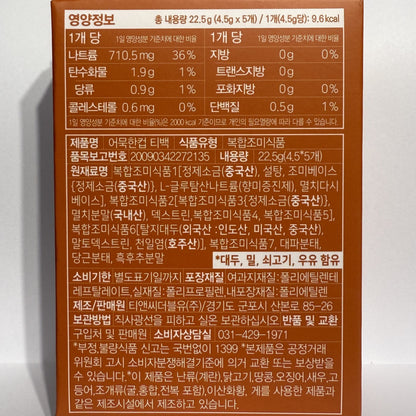 영양정보 총 내용량 22.5 g (4.5g x 5개) / 1개(4.5g당): 9.6 kcal
1개 당 1일 영양성분 기준치에 대한 비율 1개 당 1일 영양성분 기준치에 대한 비율
나트륨 710.5 mg 36% 지방 0g 0%
탄수화물 1.9 g 1% 트랜스지방 0g
당류 0.9 g 1% 포화지방 0g 0%
콜레스테롤 0.6 mg 0% 단백질 0.5 g 1%
1일 영양성분 기준치에 대한 비율(%)은 2000 kcal 기준이므로 개인의 필요열량에 따라 다를 수 있습니다.
제품명 어묵한컵 티백 식품유형 복합조미식품
품목보고번호 20090342272135 내용량 22.5g(4.5*5개)
원재료명 복합조미식품1[정제소금(중국산), 설탕, 조미베이스
{정제소금(중국산)}, L-글루탐산나트륨(향미증진제), 멸치다시
베이스], 복합조미식품2[복합조미식품3{정제소금(중국산)},
멸치분말(국내산), 덱스트린, 복합조미식품4, 복합조미식품5],
복합조미식품6[탈지대두(외국산 :인도산, 미국산, 중국산),
말토덱스트린, 천일염(호주산)], 복합조미식품7, 대파분태,
당근분태, 흑후추분말 *대두, 밀, 쇠고기, 우유 함유
소비기한 별도표기일까지 포장재질 여과지재질: 폴리에틸렌테
레프탈레이트, 실재질: 폴리프로필렌, 내포장재질: 폴리에틸렌
제조/판매원 티앤씨더블유(주)/경기도 군포시 산본로 85-26
보관방법 직사광선을 피하고 실온 보관하십시오 반품 및 교환
구입처 및 판매원 소비자상담실 031-429-1971
*부정,불량식품 신고는 국번없이 1399 *본제품은 공정거래
위원회 고시 소비자분쟁해결기준에 의거 교환 또는 보상받을
수 있습니다. *이 제품은 난류(계란),닭고기,땅콩,오징어,새우,고
등어,조개류(굴,홍합,전복 포함),이산화황, 게를 사용한 제품과
같은 제조시설에서 제조하고 있습니다.